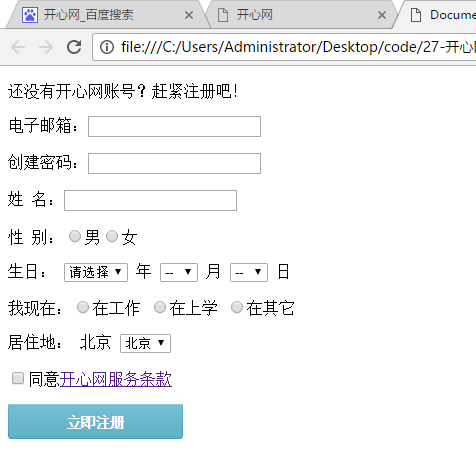 开心网_百度搜索 开心网 Docume
file:///C:/Users/Administrator/Desktop/code/27-开心网
还没有开心网账号？赶紧注册吧！
电子邮箱：
创建密码：
姓 名：
性 别： 男 女
生日： 请选择 年 -- 月 -- 日
我现在： 在工作 在上学 在其它
居住地： 北京 北京
同意开心网服务条款
立即注册